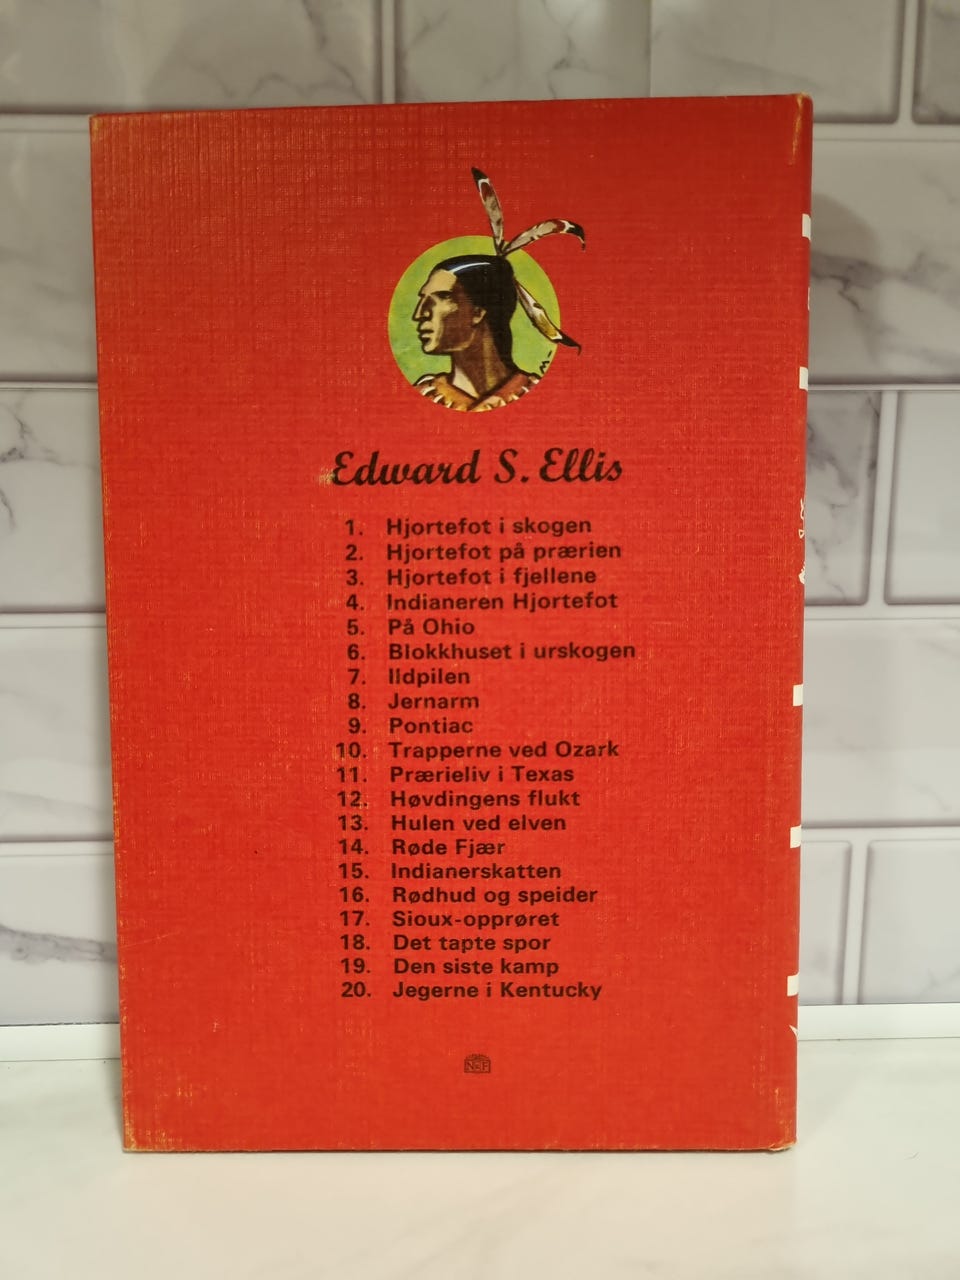 Edward S. Ellis
1. Hjortefot i skogen
2. Hjortefot på prærien
3. Hjortefot i fjellene
4. Indianeren Hjortefot
5. På Ohio
6. Blokkhuset i urskogen
7. Ildpilen
8. Jernarm
9. Pontiac
10. Trapperne ved Ozark
11. Prærieliv i Texas
12. Høvdingens flukt
13. Hulen ved elven
14. Røde Fjær
15. Indianerskatten
16. Rødhud og speider
17. Sioux-opprøret
18. Det tapte spor
19. Den siste kamp
20. Jegerne i Kentucky